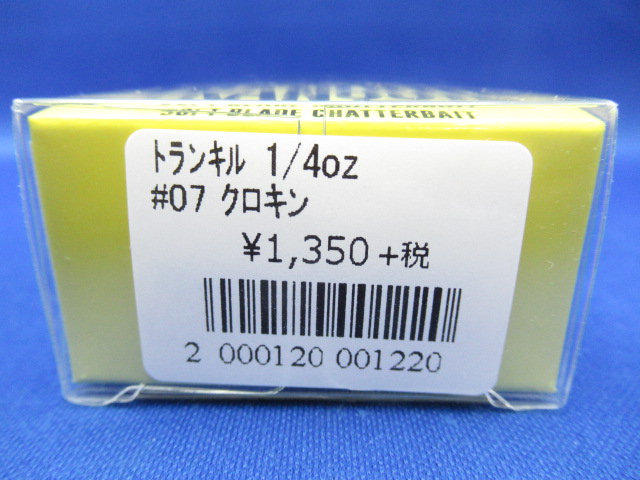 SOFT BLADE CHATTERBAIT
ﾄﾗﾝｷﾙ 1/4oz
#07 ｸﾛｷﾝ
¥1,350+税
2 000120 001220